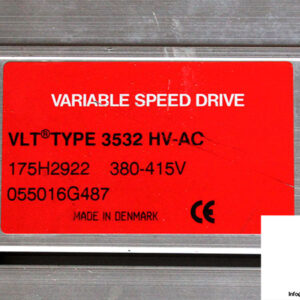 VARIABLE SPEED DRIVE
VLT®TYPE 3532 HV-AC
175H2922 380-415V
055016G487
MADE IN DENMARK CE